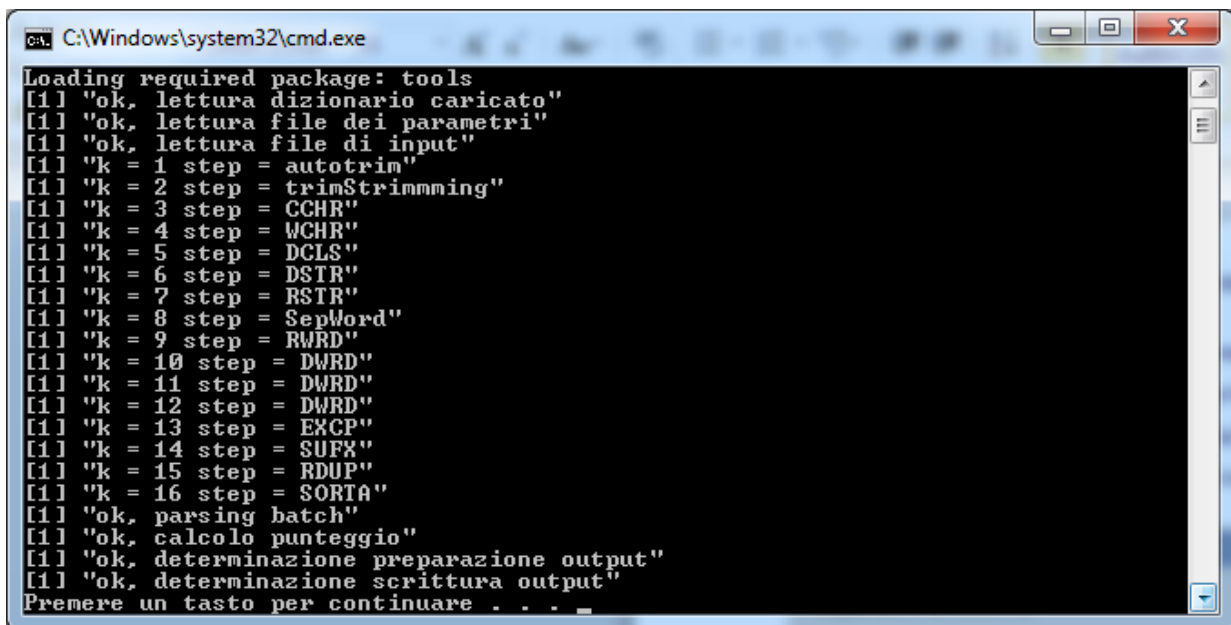 C:\Windows\system32\cmd.exe
Loading required package: tools
[1] "ok, lettura dizionario caricato"
[1] "ok, lettura file dei parametri"
[1] "ok, lettura file di input"
[1] "k = 1 step = autotrim"
[1] "k = 2 step = trimStrimmming"
[1] "k = 3 step = CCHR"
[1] "k = 4 step = WCHR"
[1] "k = 5 step = DCLS"
[1] "k = 6 step = DSTR"
[1] "k = 7 step = RSTR"
[1] "k = 8 step = SepWord"
[1] "k = 9 step = RWRD"
[1] "k = 10 step = DWRD"
[1] "k = 11 step = DWRD"
[1] "k = 12 step = DWRD"
[1] "k = 13 step = EXCP"
[1] "k = 14 step = SUFX"
[1] "k = 15 step = RDUP"
[1] "k = 16 step = SORTA"
[1] "ok, parsing batch"
[1] "ok, calcolo punteggio"
[1] "ok, determinazione preparazione output"
[1] "ok, determinazione scrittura output"
Premere un tasto per continuare . . . _